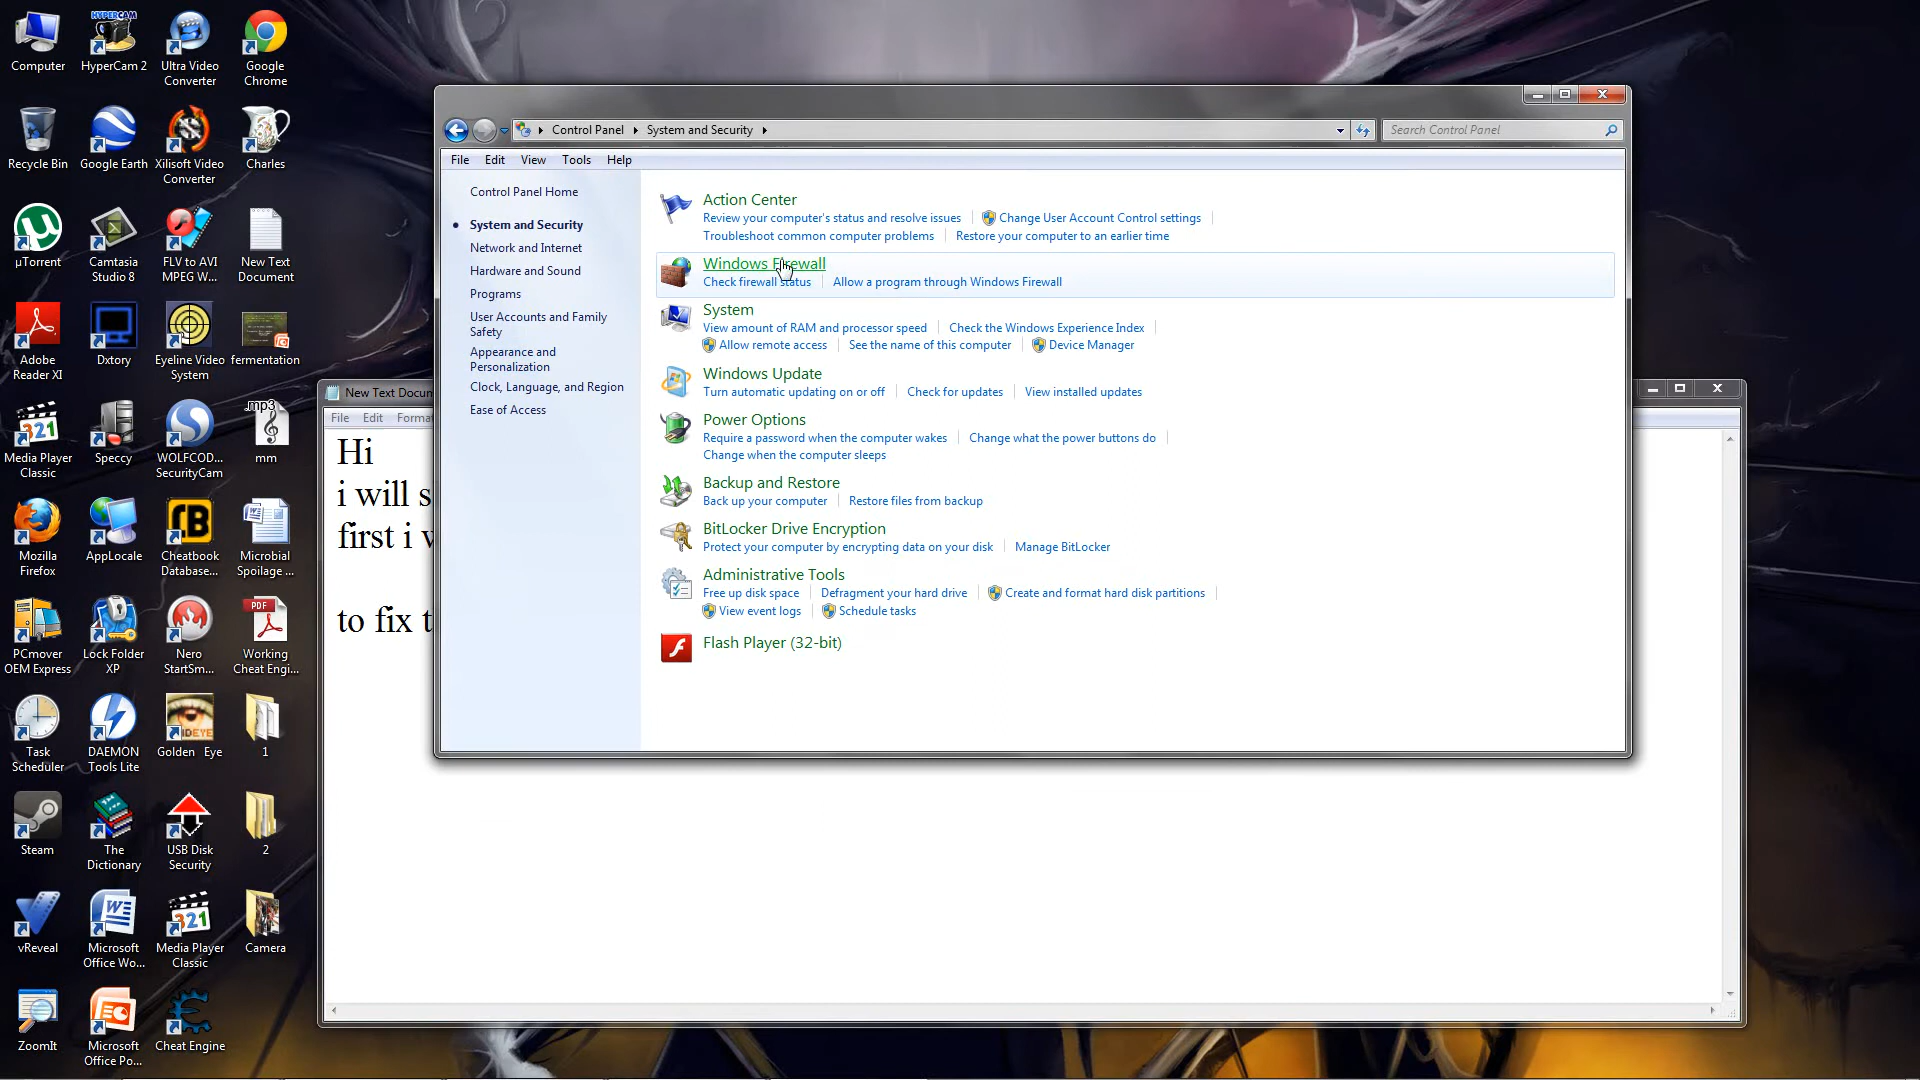 Computer
HyperCam 2
Ultra Video
Converter
Google
Chrome
Recycle Bin
Google Earth
Xilisoft Video
Converter
Charles
µTorrent
Camtasia
Studio 8
FLV to AVI
MPEG W...
New Text
Document
Adobe
Reader XI
Dxtory
Eyeline Video
System
fermentation
Media Player
Classic
Speccy
WOLFCOD...
SecurityCam
.mp3
mm
Mozilla
Firefox
AppLocale
Cheatbook
Database...
Microbial
Spoilage ...
PCmover
OEM Express
Lock Folder
XP
Nero
StartSm...
PDF
Working
Cheat Engi...
Task
Scheduler
DAEMON
Tools Lite
Golden Eye
1
Steam
The
Dictionary
USB Disk
Security
2
vReveal
Microsoft
Office Wo...
Media Player
Classic
Camera
ZoomIt
Microsoft
Office Po...
Cheat Engine
Control Panel
System and Security
Search Control Panel
File Edit View Tools Help
Control Panel Home
System and Security
Network and Internet
Hardware and Sound
Programs
User Accounts and Family
Safety
Appearance and
Personalization
Clock, Language, and Region
Ease of Access
Action Center
Review your computer's status and resolve issues Change User Account Control settings
Troubleshoot common computer problems Restore your computer to an earlier time
Windows Firewall
Check firewall status Allow a program through Windows Firewall
System
View amount of RAM and processor speed Check the Windows Experience Index
Allow remote access See the name of this computer Device Manager
Windows Update
Turn automatic updating on or off Check for updates View installed updates
Power Options
Require a password when the computer wakes Change what the power buttons do
Change when the computer sleeps
Backup and Restore
Back up your computer Restore files from backup
BitLocker Drive Encryption
Protect your computer by encrypting data on your disk Manage BitLocker
Administrative Tools
Free up disk space Defragment your hard drive Create and format hard disk partitions
View event logs Schedule tasks
Flash Player (32-bit)
New Text Docum
File Edit Forma
Hi
i will s
first i w
to fix t